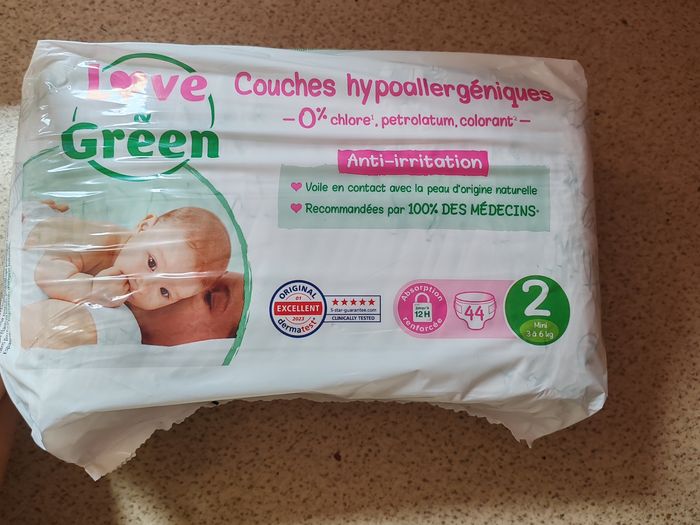 Love
N
Green
Couches hypoallergéniques
-0% chlore¹, petrolatum, colorant²-
Anti-irritation
Voile en contact avec la peau d'origine naturelle
Recommandées par 100% DES MÉDECINS*
ORIGINAL
01
EXCELLENT
2023
dermatest®
★★★★★
5-star-guarantee.com
CLINICALLY TESTED
Absorption
jusqu'à
12H
renforcée
44
2
Mini
3 à 6 kg